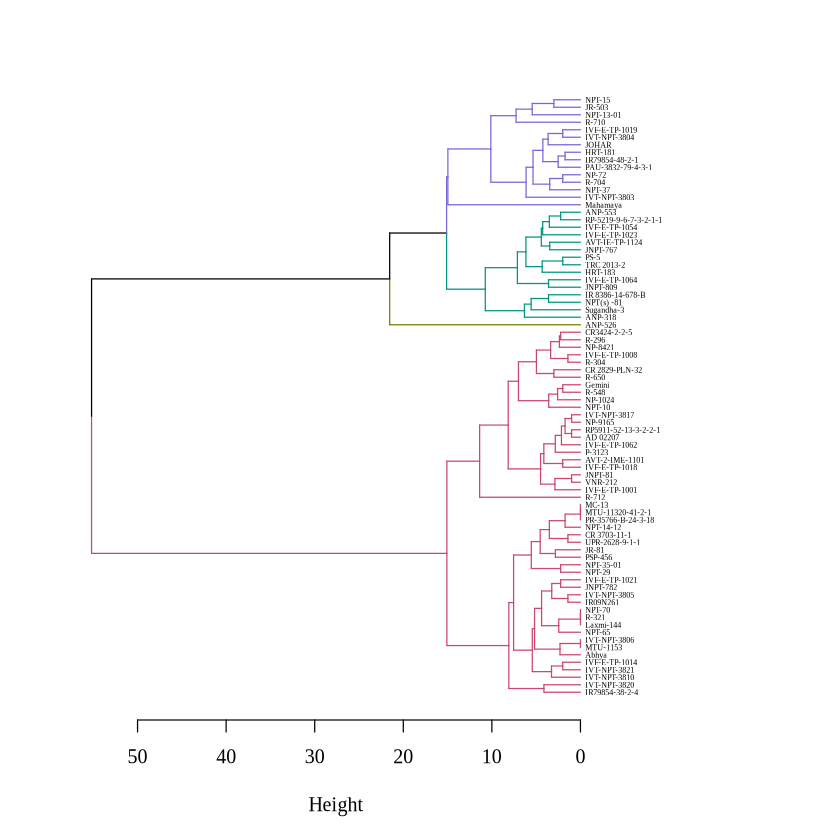 NPT-15
JR-503
NPT-13-01
R-710
IVF-E-TP-1019
IVT-NPT-3804
JOHAR
HRT-181
IR79854-48-2-1
PAU-3832-79-4-3-1
NP-72
R-704
NPT-37
IVT-NPT-3803
Mahamaya
ANP-553
RP-5219-9-6-7-3-2-1-1
IVF-E-TP-1054
IVF-E-TP-1023
AVT-IE-TP-1124
JNPT-767
PS-5
TRC 2013-2
HRT-183
IVF-E-TP-1064
JNPT-809
IR 8386-14-678-B
NPT(s) -81
Sugandha-3
ANP-318
ANP-526
CR3424-2-2-5
R-296
NP-8421
IVF-E-TP-1008
R-304
CR 2829-PLN-32
R-650
Gemini
R-548
NP-1024
NPT-10
IVT-NPT-3817
NP-9165
RP5911-52-13-3-2-2-1
AD 02207
IVF-E-TP-1062
P-3123
AVT-2-IME-1101
IVF-E-TP-1018
JNPT-81
VNR-212
IVF-E-TP-1001
R-712
MC-13
MTU-11320-41-2-1
PR-35766-B-24-3-18
NPT-14-12
CR 3703-11-1
UPR-2628-9-1-1
JR-81
PSP-456
NPT-35-01
NPT-29
IVF-E-TP-1021
JNPT-782
IVT-NPT-3805
IR09N261
NPT-70
R-321
Laxmi-144
NPT-65
IVT-NPT-3806
MTU-1153
Abhya
IVF-E-TP-1014
IVT-NPT-3821
IVT-NPT-3810
IVT-NPT-3820
IR79854-38-2-4
50 40 30 20 10 0
Height